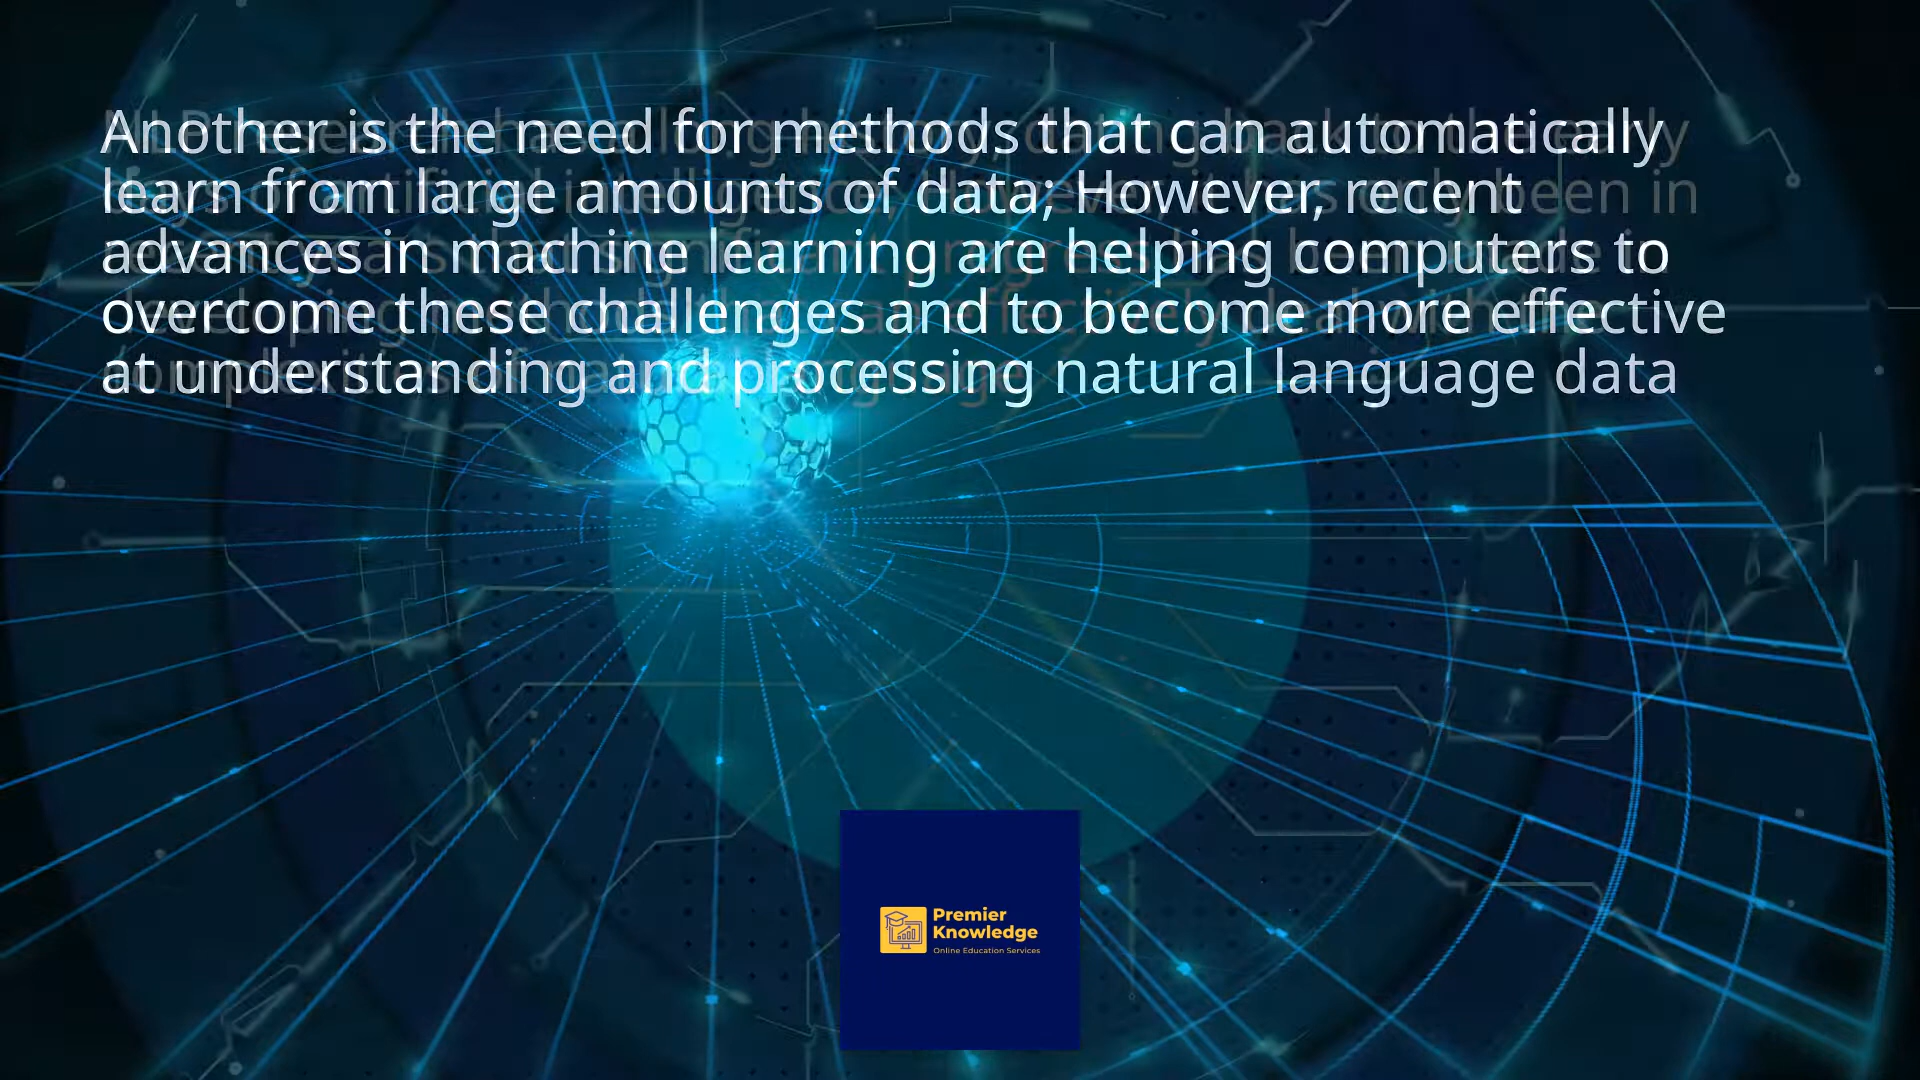 Another is the need for methods that can automatically
learn from large amounts of data; However, recent
advances in machine learning are helping computers to
overcome these challenges and to become more effective
at understanding and processing natural language data
Premier
Knowledge
Online Education Services